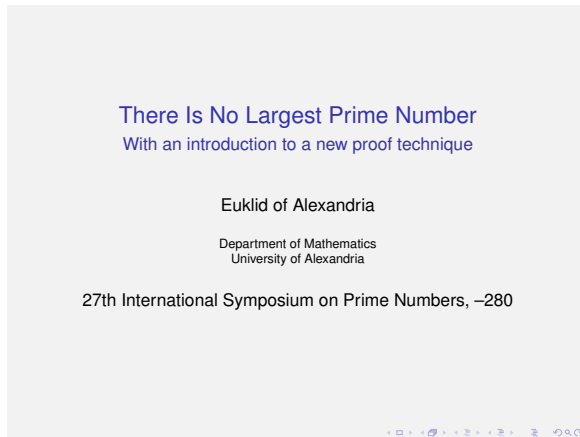 There Is No Largest Prime Number
With an introduction to a new proof technique
Euklid of Alexandria
Department of Mathematics
University of Alexandria
27th International Symposium on Prime Numbers, –280